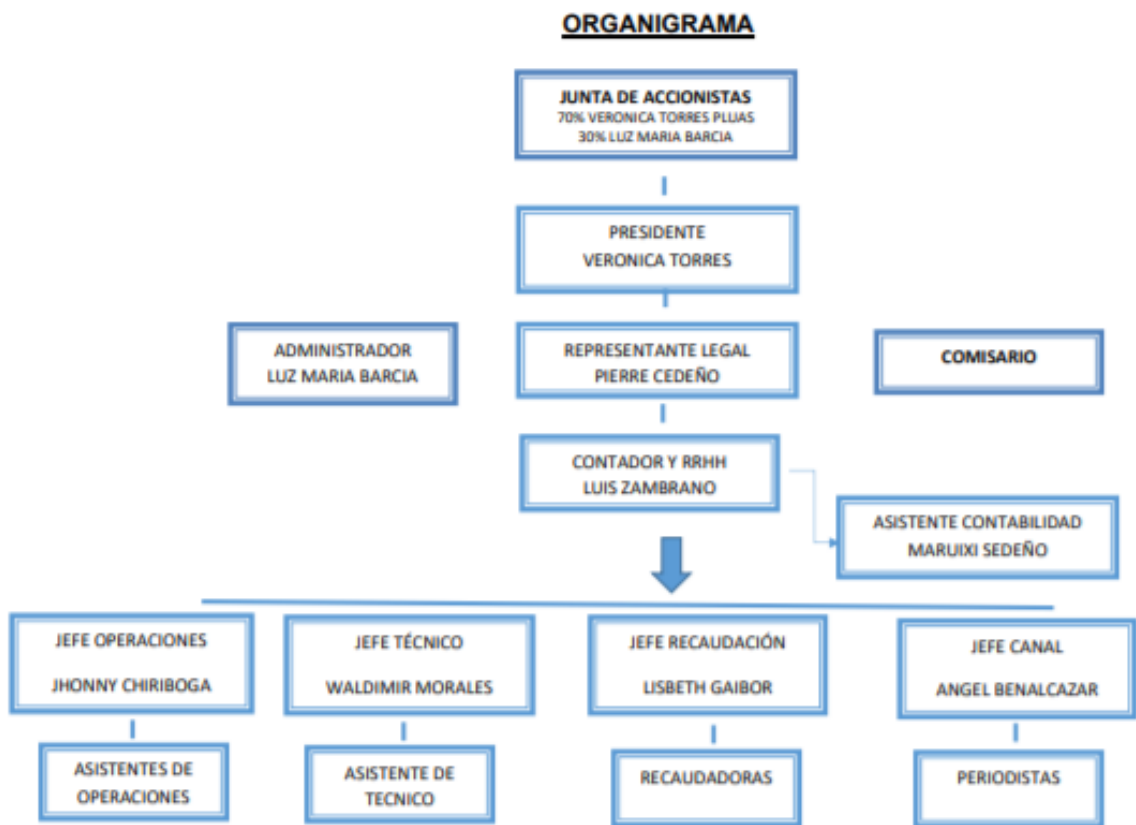 ORGANIGRAMA
JUNTA DE ACCIONISTAS
70% VERONICA TORRES PLUAS
30% LUZ MARIA BARCIA
PRESIDENTE
VERONICA TORRES
ADMINISTRADOR
LUZ MARIA BARCIA
REPRESENTANTE LEGAL
PIERRE CEDEÑO
COMISARIO
CONTADOR Y RRHH
LUIS ZAMBRANO
ASISTENTE CONTABILIDAD
MARUIXI SEDEÑO
JEFE OPERACIONES
JHONNY CHIRIBOGA
JEFE TÉCNICO
WALDIMIR MORALES
JEFE RECAUDACIÓN
LISBETH GAIBOR
JEFE CANAL
ANGEL BENALCAZAR
ASISTENTES DE
OPERACIONES
ASISTENTE DE
TECNICO
RECAUDADORAS
PERIODISTAS